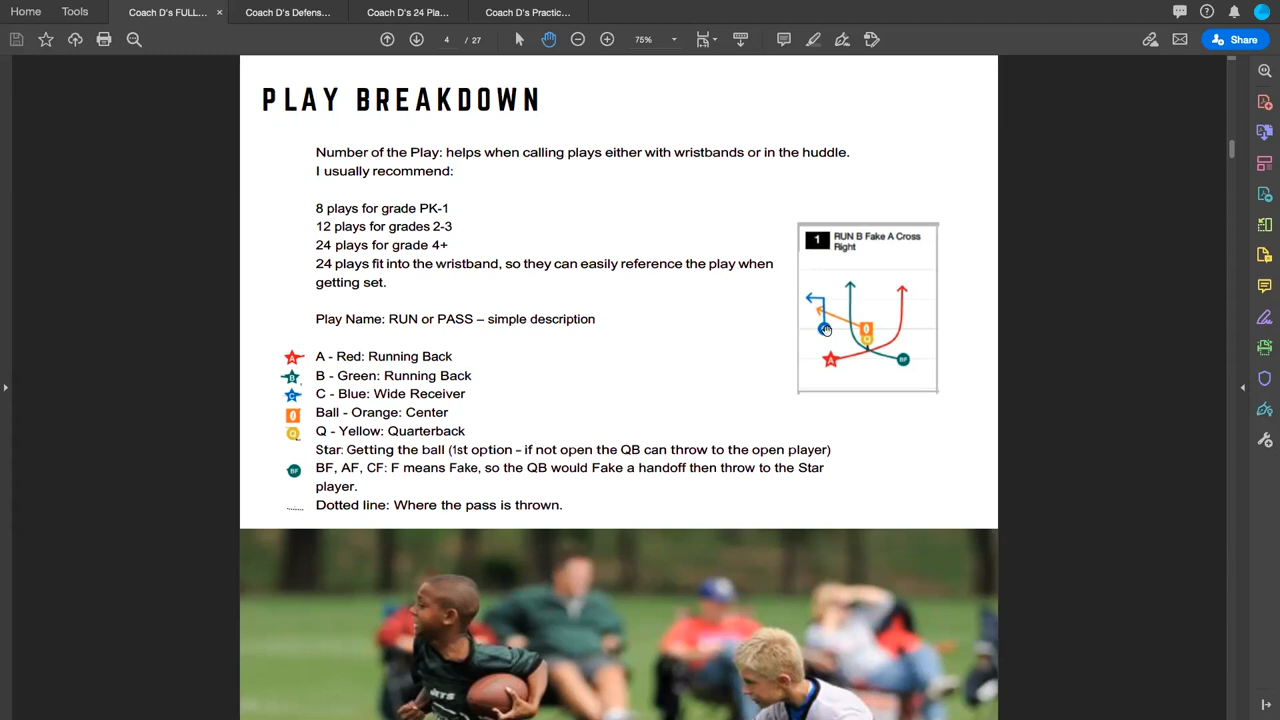 Home
Tools
Coach D's FULL...
×
Coach D's Defens...
Coach D's 24 Pla...
Coach D's Practic...
4 / 27
75%
Share
PLAY BREAKDOWN
Number of the Play: helps when calling plays either with wristbands or in the huddle.
I usually recommend:
8 plays for grade PK-1
12 plays for grades 2-3
24 plays for grade 4+
24 plays fit into the wristband, so they can easily reference the play when
getting set.
Play Name: RUN or PASS – simple description
1 RUN B Fake A Cross
Right
Q
A
BF
A A - Red: Running Back
B B - Green: Running Back
C C - Blue: Wide Receiver
Ball - Orange: Center
Q Q - Yellow: Quarterback
Star: Getting the ball (1st option – if not open the QB can throw to the open player)
BF BF, AF, CF: F means Fake, so the QB would Fake a handoff then throw to the Star
player.
Dotted line: Where the pass is thrown.
JETS